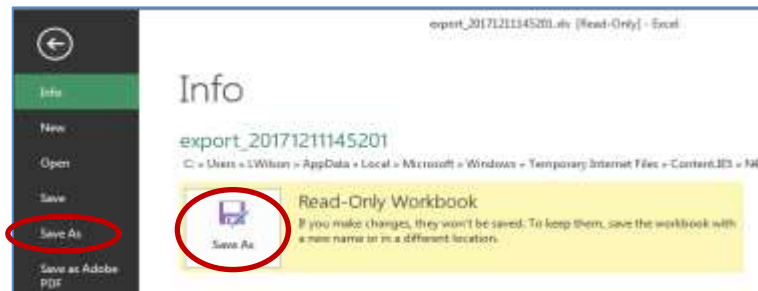 export_20171211145201.xls [Read-Only] - Excel
Info
Info
New
export_20171211145201
Open
C: » Users » LWilson » AppData » Local » Microsoft » Windows » Temporary Internet Files » Content.IE5 »
Save
Read-Only Workbook
If you make changes, they won't be saved. To keep them, save the workbook with
Save As
a new name or in a different location.
Save As
Save as Adobe
PDF